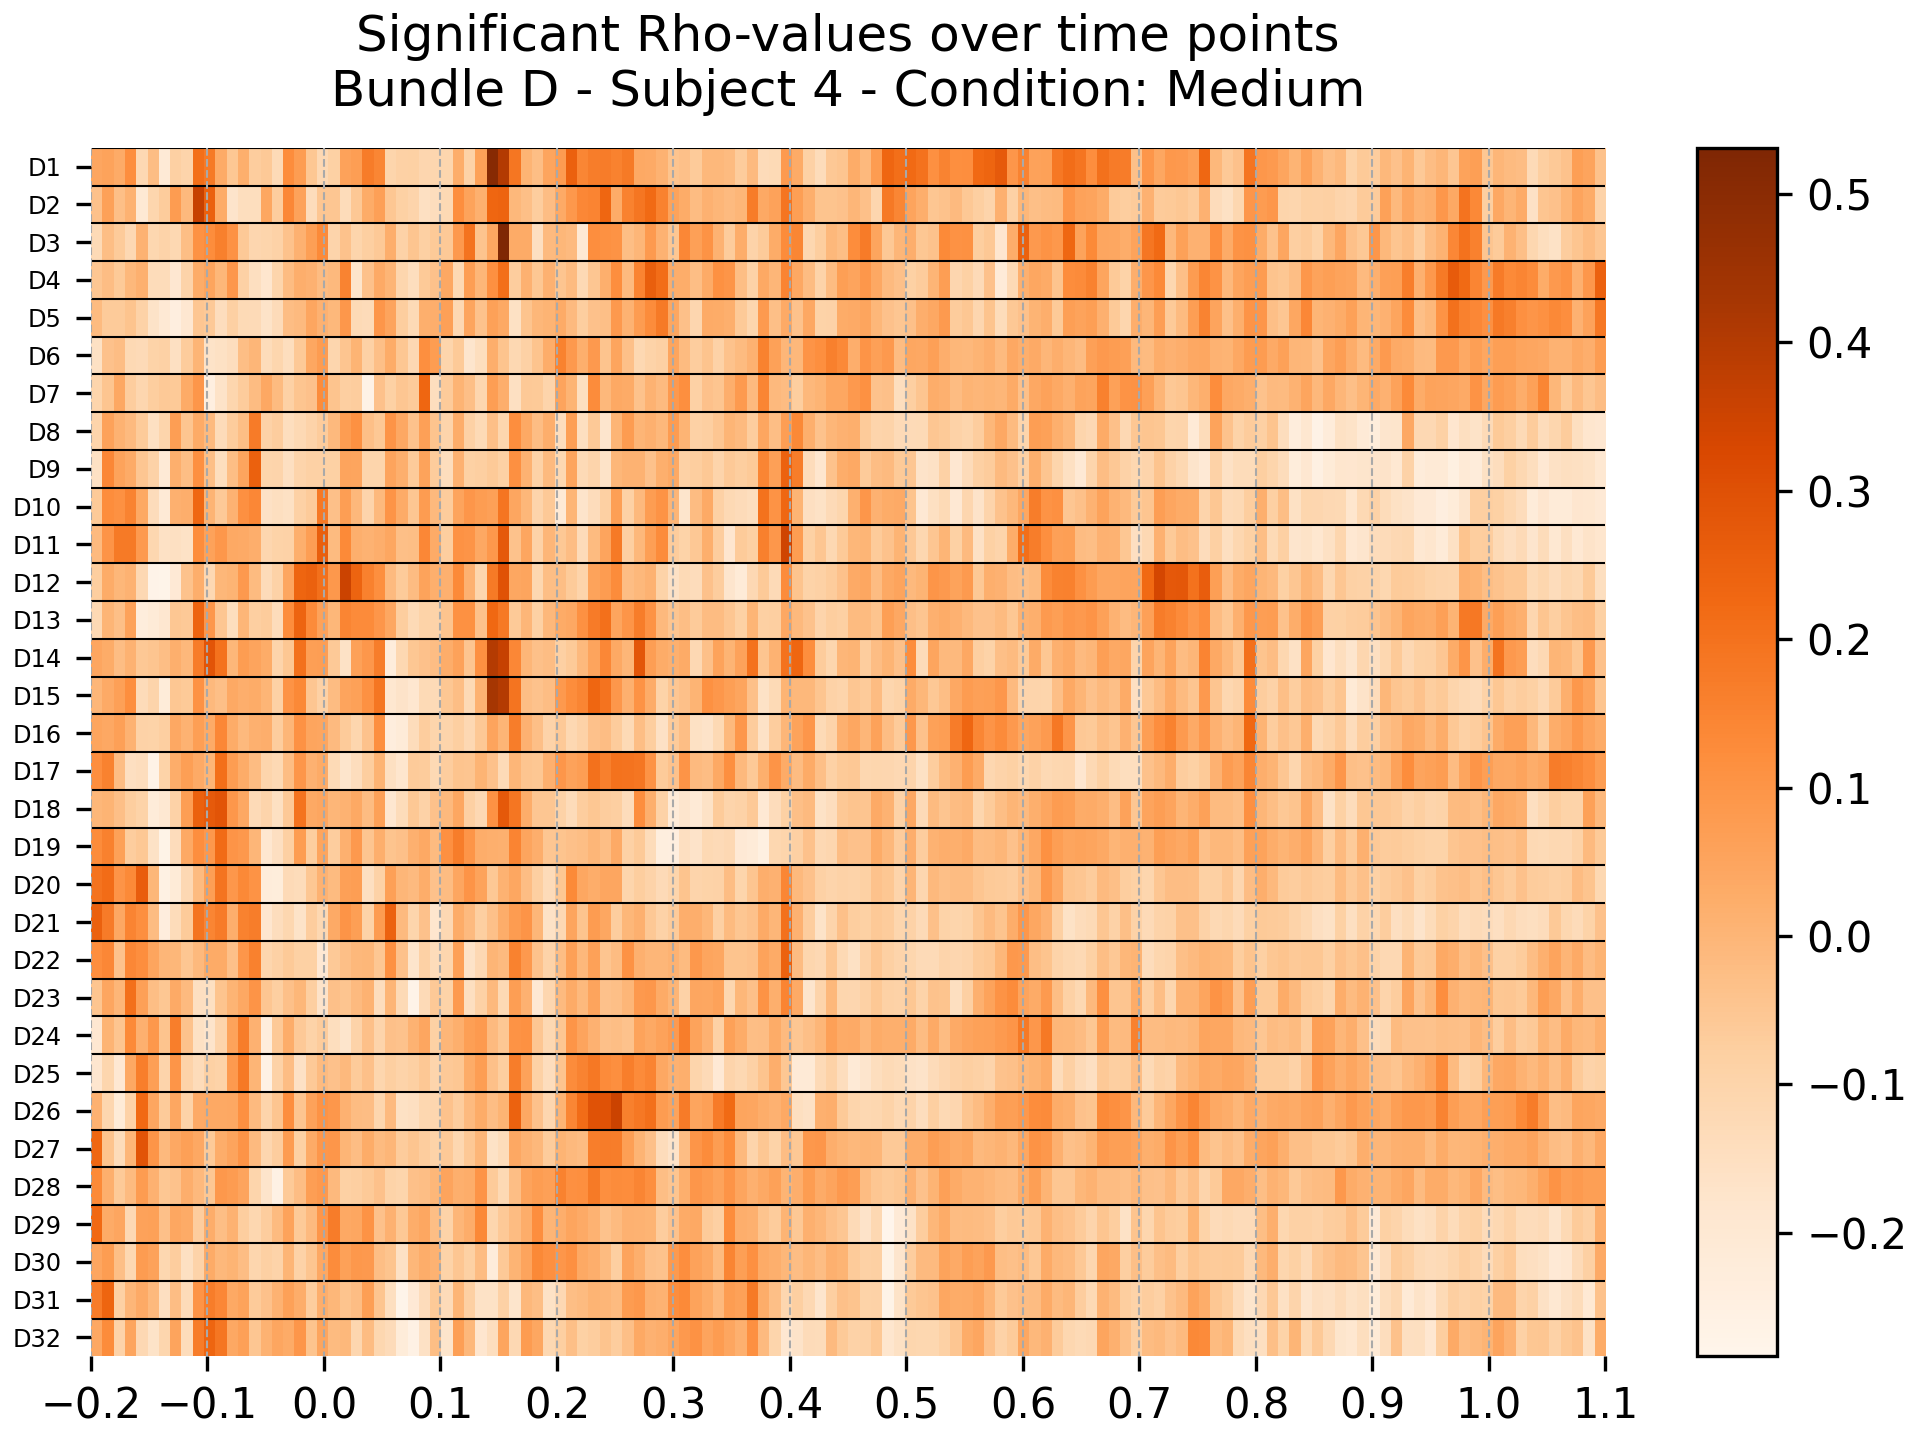 Significant Rho-values over time points
Bundle D - Subject 4 - Condition: Medium
D1
D2
D3
D4
D5
D6
D7
D8
D9
D10
D11
D12
D13
D14
D15
D16
D17
D18
D19
D20
D21
D22
D23
D24
D25
D26
D27
D28
D29
D30
D31
D32
−0.2 −0.1 0.0 0.1 0.2 0.3 0.4 0.5 0.6 0.7 0.8 0.9 1.0 1.1
0.5
0.4
0.3
0.2
0.1
0.0
−0.1
−0.2